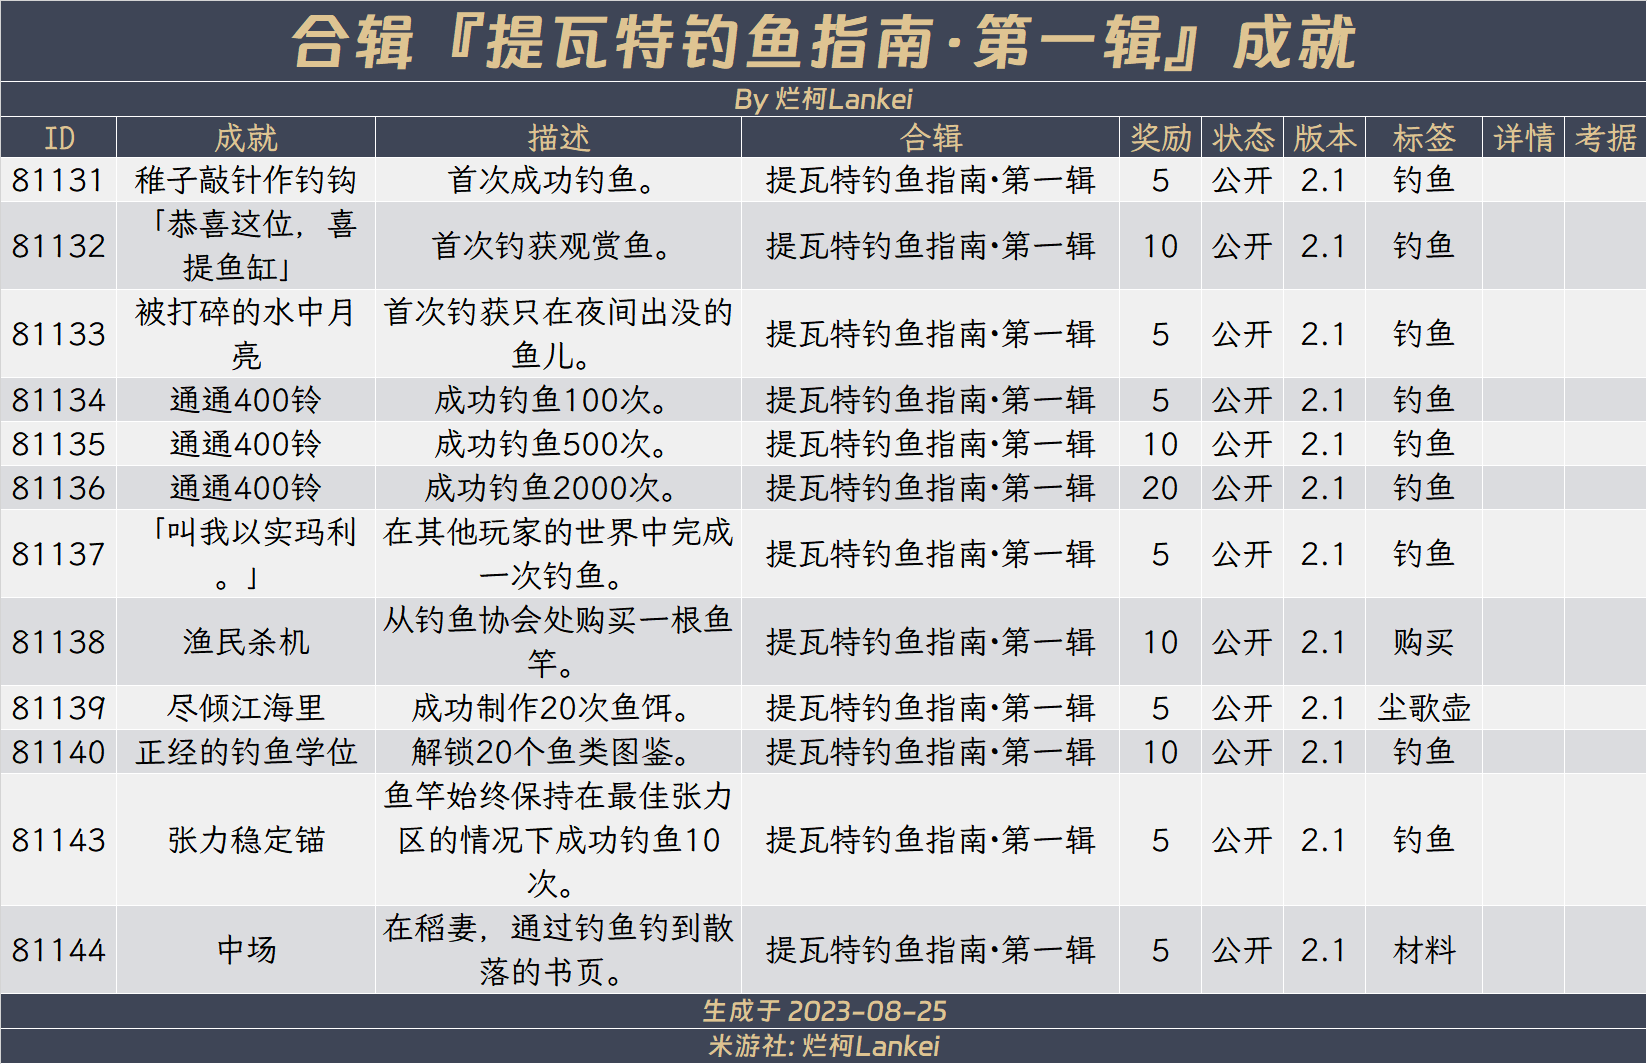 合辑『提瓦特钓鱼指南·第一辑』成就
By 烂柯Lankei
ID 成就 描述 合辑 奖励 状态 版本 标签 详情 考据
81131 稚子敲针作钓钩 首次成功钓鱼。 提瓦特钓鱼指南·第一辑 5 公开 2.1 钓鱼
81132 「恭喜这位，喜提鱼缸」 首次钓获观赏鱼。 提瓦特钓鱼指南·第一辑 10 公开 2.1 钓鱼
81133 被打碎的水中月亮 首次钓获只在夜间出没的鱼儿。 提瓦特钓鱼指南·第一辑 5 公开 2.1 钓鱼
81134 通通400铃 成功钓鱼100次。 提瓦特钓鱼指南·第一辑 5 公开 2.1 钓鱼
81135 通通400铃 成功钓鱼500次。 提瓦特钓鱼指南·第一辑 10 公开 2.1 钓鱼
81136 通通400铃 成功钓鱼2000次。 提瓦特钓鱼指南·第一辑 20 公开 2.1 钓鱼
81137 「叫我以实玛利。」 在其他玩家的世界中完成一次钓鱼。 提瓦特钓鱼指南·第一辑 5 公开 2.1 钓鱼
81138 渔民杀机 从钓鱼协会处购买一根鱼竿。 提瓦特钓鱼指南·第一辑 10 公开 2.1 购买
81139 尽倾江海里 成功制作20次鱼饵。 提瓦特钓鱼指南·第一辑 5 公开 2.1 尘歌壶
81140 正经的钓鱼学位 解锁20个鱼类图鉴。 提瓦特钓鱼指南·第一辑 10 公开 2.1 钓鱼
81143 张力稳定锚 鱼竿始终保持在最佳张力区的情况下成功钓鱼10次。 提瓦特钓鱼指南·第一辑 5 公开 2.1 钓鱼
81144 中场 在稻妻，通过钓鱼钓到散落的书页。 提瓦特钓鱼指南·第一辑 5 公开 2.1 材料
生成于 2023-08-25
米游社: 烂柯Lankei